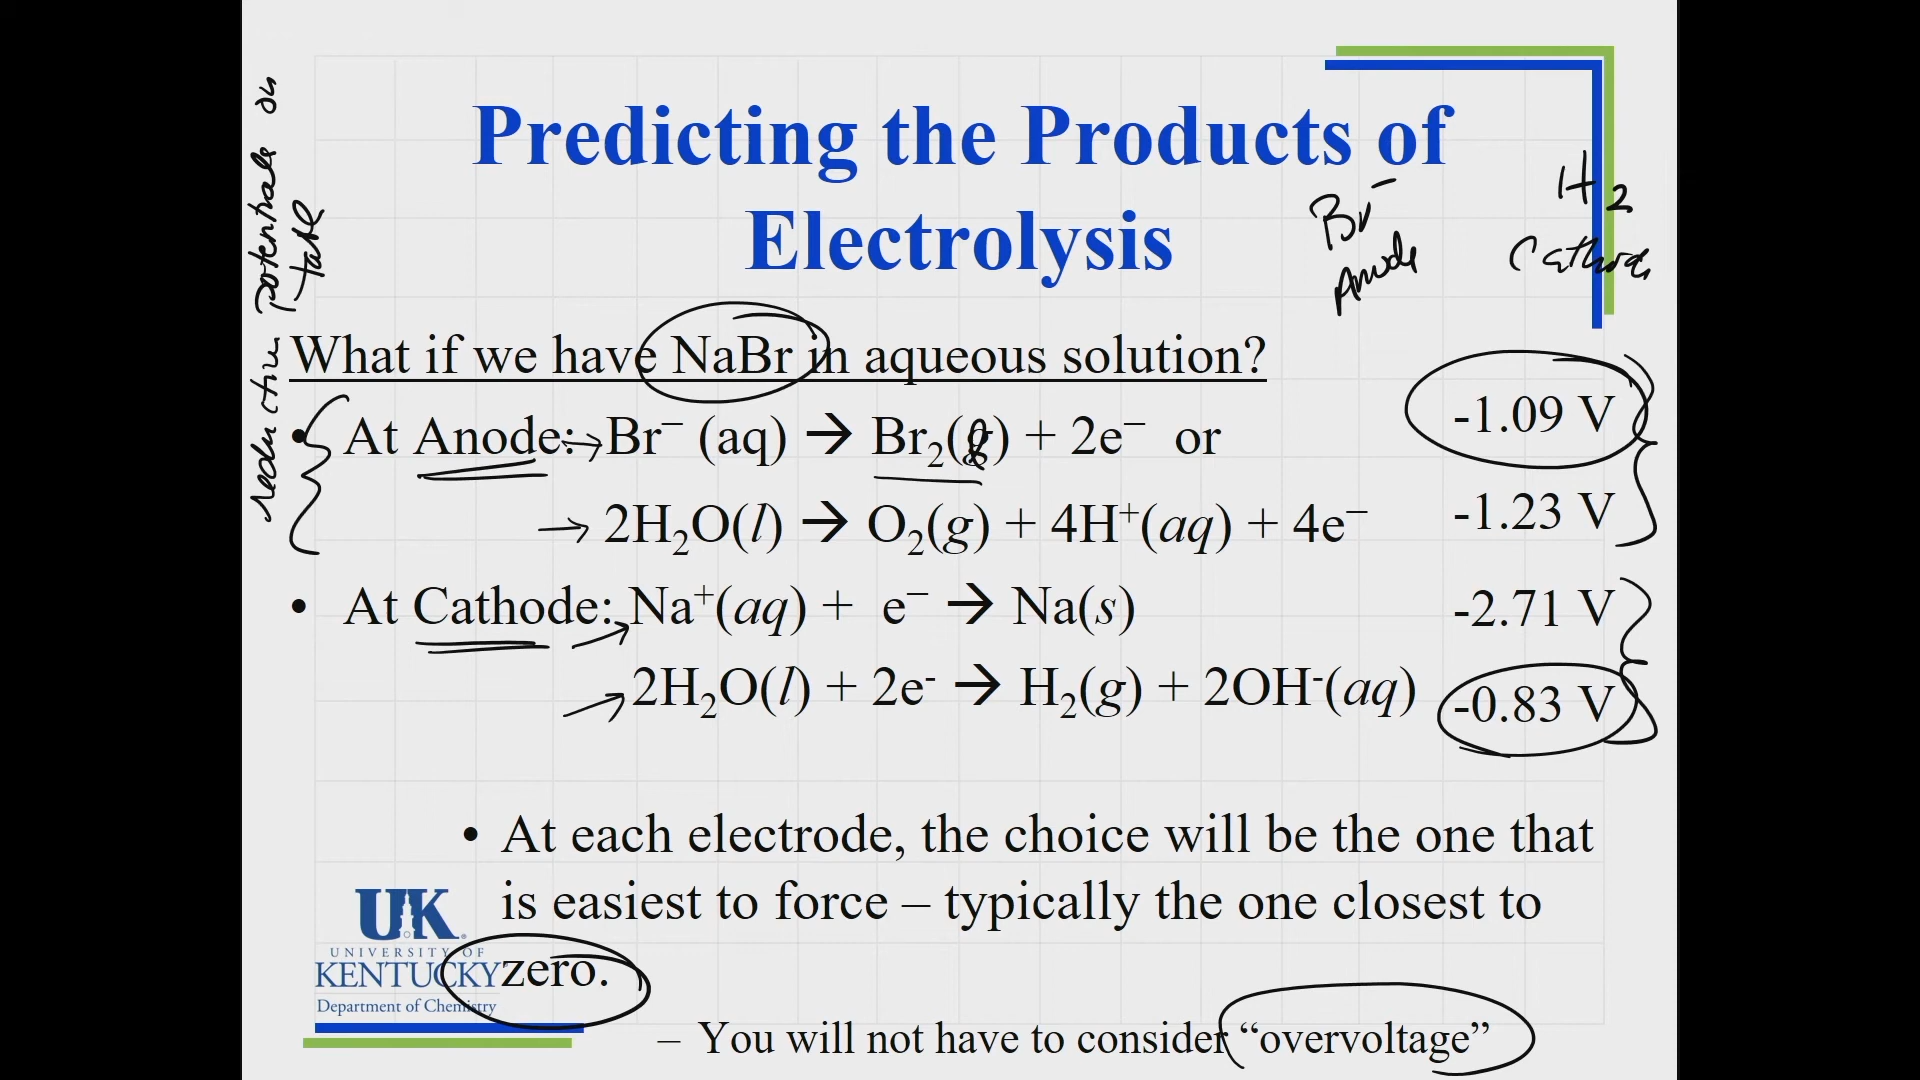 Predicting the Products of
Electrolysis
Br⁻
Anode
H₂
Cathode
Reduction potentials on
table
What if we have NaBr in aqueous solution?
• At Anode: Br⁻ (aq) → Br₂(g) + 2e⁻ or
-1.09 V
2H₂O(l) → O₂(g) + 4H⁺(aq) + 4e⁻
-1.23 V
• At Cathode: Na⁺(aq) + e⁻ → Na(s)
-2.71 V
2H₂O(l) + 2e⁻ → H₂(g) + 2OH⁻(aq)
-0.83 V
• At each electrode, the choice will be the one that
is easiest to force – typically the one closest to
zero.
– You will not have to consider “overvoltage”
UK
UNIVERSITY OF
KENTUCKY
Department of Chemistry